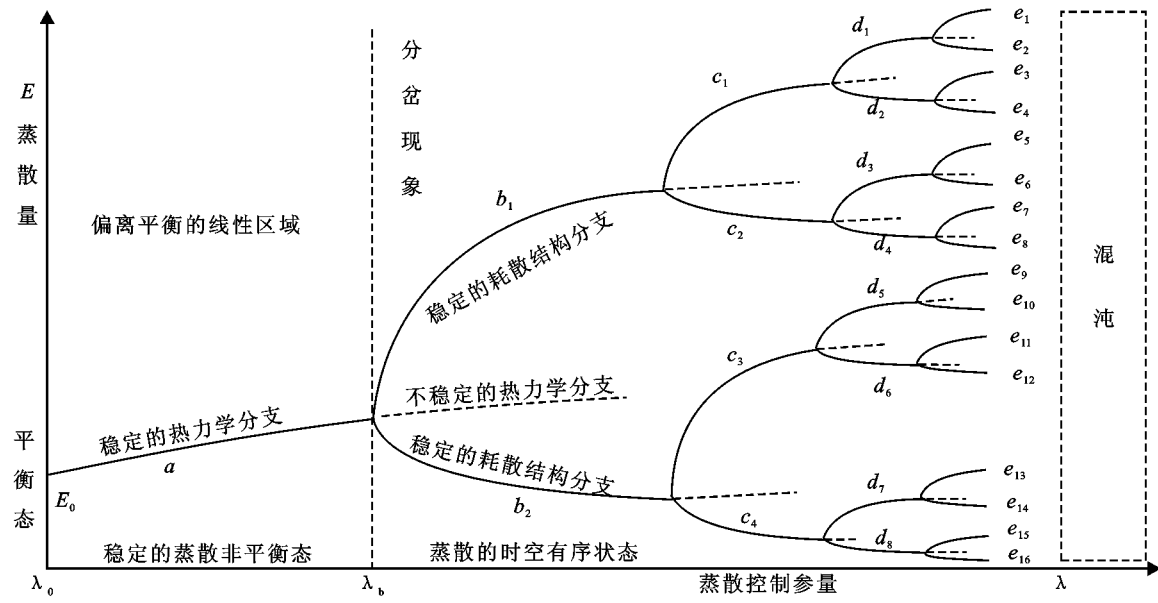 E
蒸散量
平衡态
E₀
λ₀
λb
蒸散控制参量
λ
偏离平衡的线性区域
稳定的热力学分支
a
稳定的蒸散非平衡态
分岔现象
b₁
稳定的耗散结构分支
不稳定的热力学分支
稳定的耗散结构分支
b₂
蒸散的时空有序状态
c₁
c₂
c₃
c₄
d₁
d₂
d₃
d₄
d₅
d₆
d₇
d₈
e₁
e₂
e₃
e₄
e₅
e₆
e₇
e₈
e₉
e₁₀
e₁₁
e₁₂
e₁₃
e₁₄
e₁₅
e₁₆
混沌